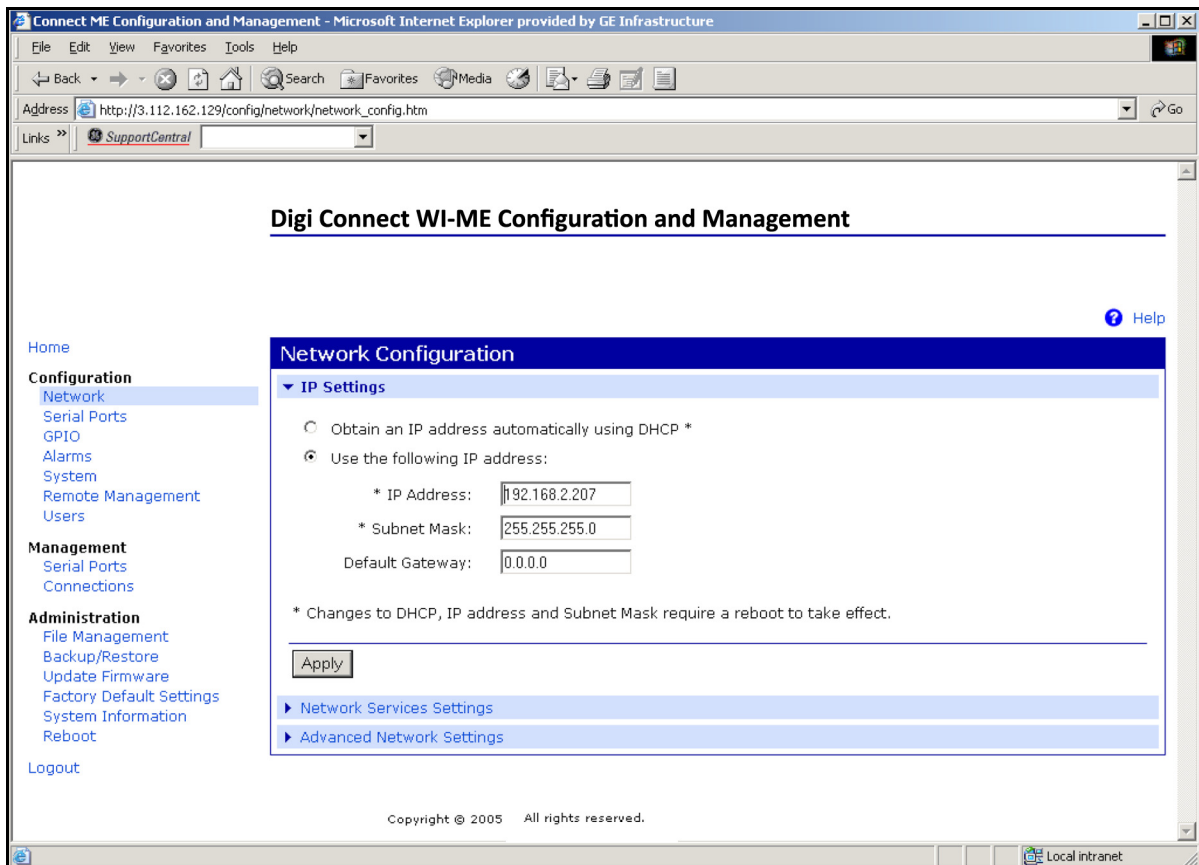 Connect ME Configuration and Management - Microsoft Internet Explorer provided by GE Infrastructure
File Edit View Favorites Tools Help
Back Search Favorites Media
Address http://3.112.162.129/config/network/network_config.htm Go
Links » SupportCentral
Digi Connect WI-ME Configuration and Management
Help
Home
Configuration
Network
Serial Ports
GPIO
Alarms
System
Remote Management
Users
Management
Serial Ports
Connections
Administration
File Management
Backup/Restore
Update Firmware
Factory Default Settings
System Information
Reboot
Logout
Network Configuration
IP Settings
Obtain an IP address automatically using DHCP *
Use the following IP address:
* IP Address: 192.168.2.207
* Subnet Mask: 255.255.255.0
Default Gateway: 0.0.0.0
* Changes to DHCP, IP address and Subnet Mask require a reboot to take effect.
Apply
Network Services Settings
Advanced Network Settings
Copyright © 2005 All rights reserved.
Local intranet